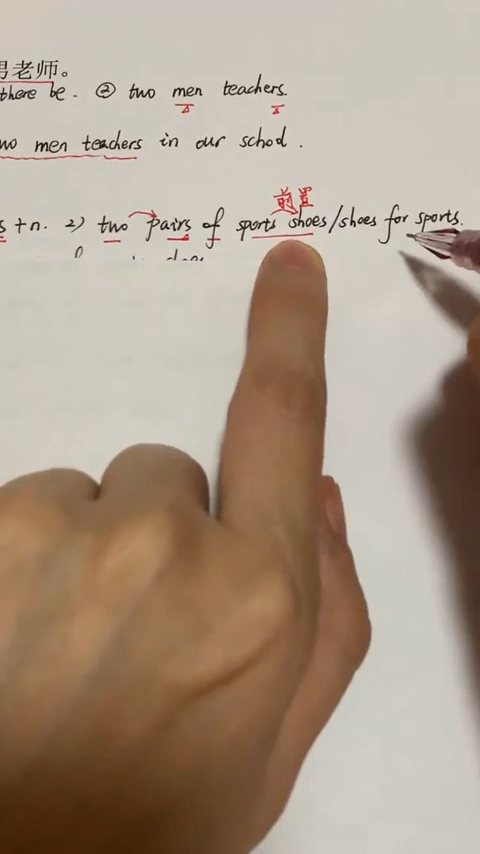 男老师。
there be. ② two men teachers.
wo men teachers in our school.
前置
s + n. 2) two pairs of sports shoes/shoes for sports.